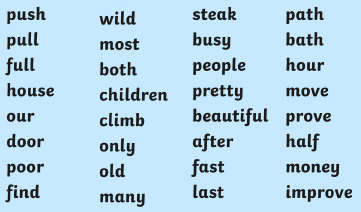 push
pull
full
house
our
door
poor
find
wild
most
both
children
climb
only
old
many
steak
busy
people
pretty
beautiful
after
fast
last
path
bath
hour
move
prove
half
money
improve